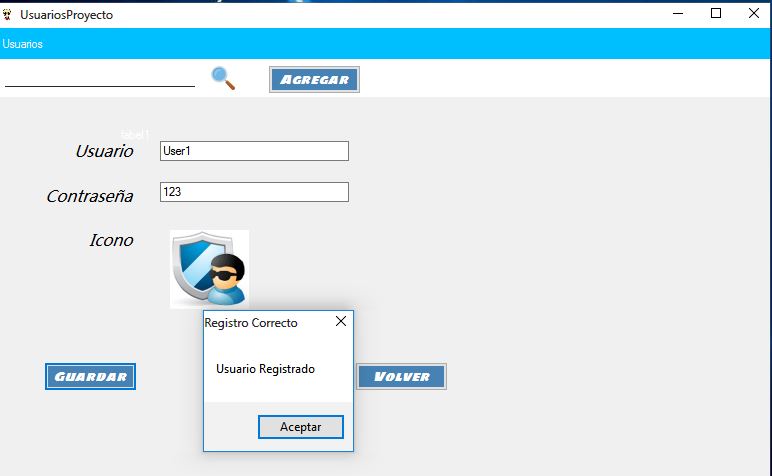 UsuariosProyecto
Usuarios
AGREGAR
label1
Usuario
User1
Contraseña
123
Icono
Registro Correcto
Usuario Registrado
Aceptar
GUARDAR
VOLVER